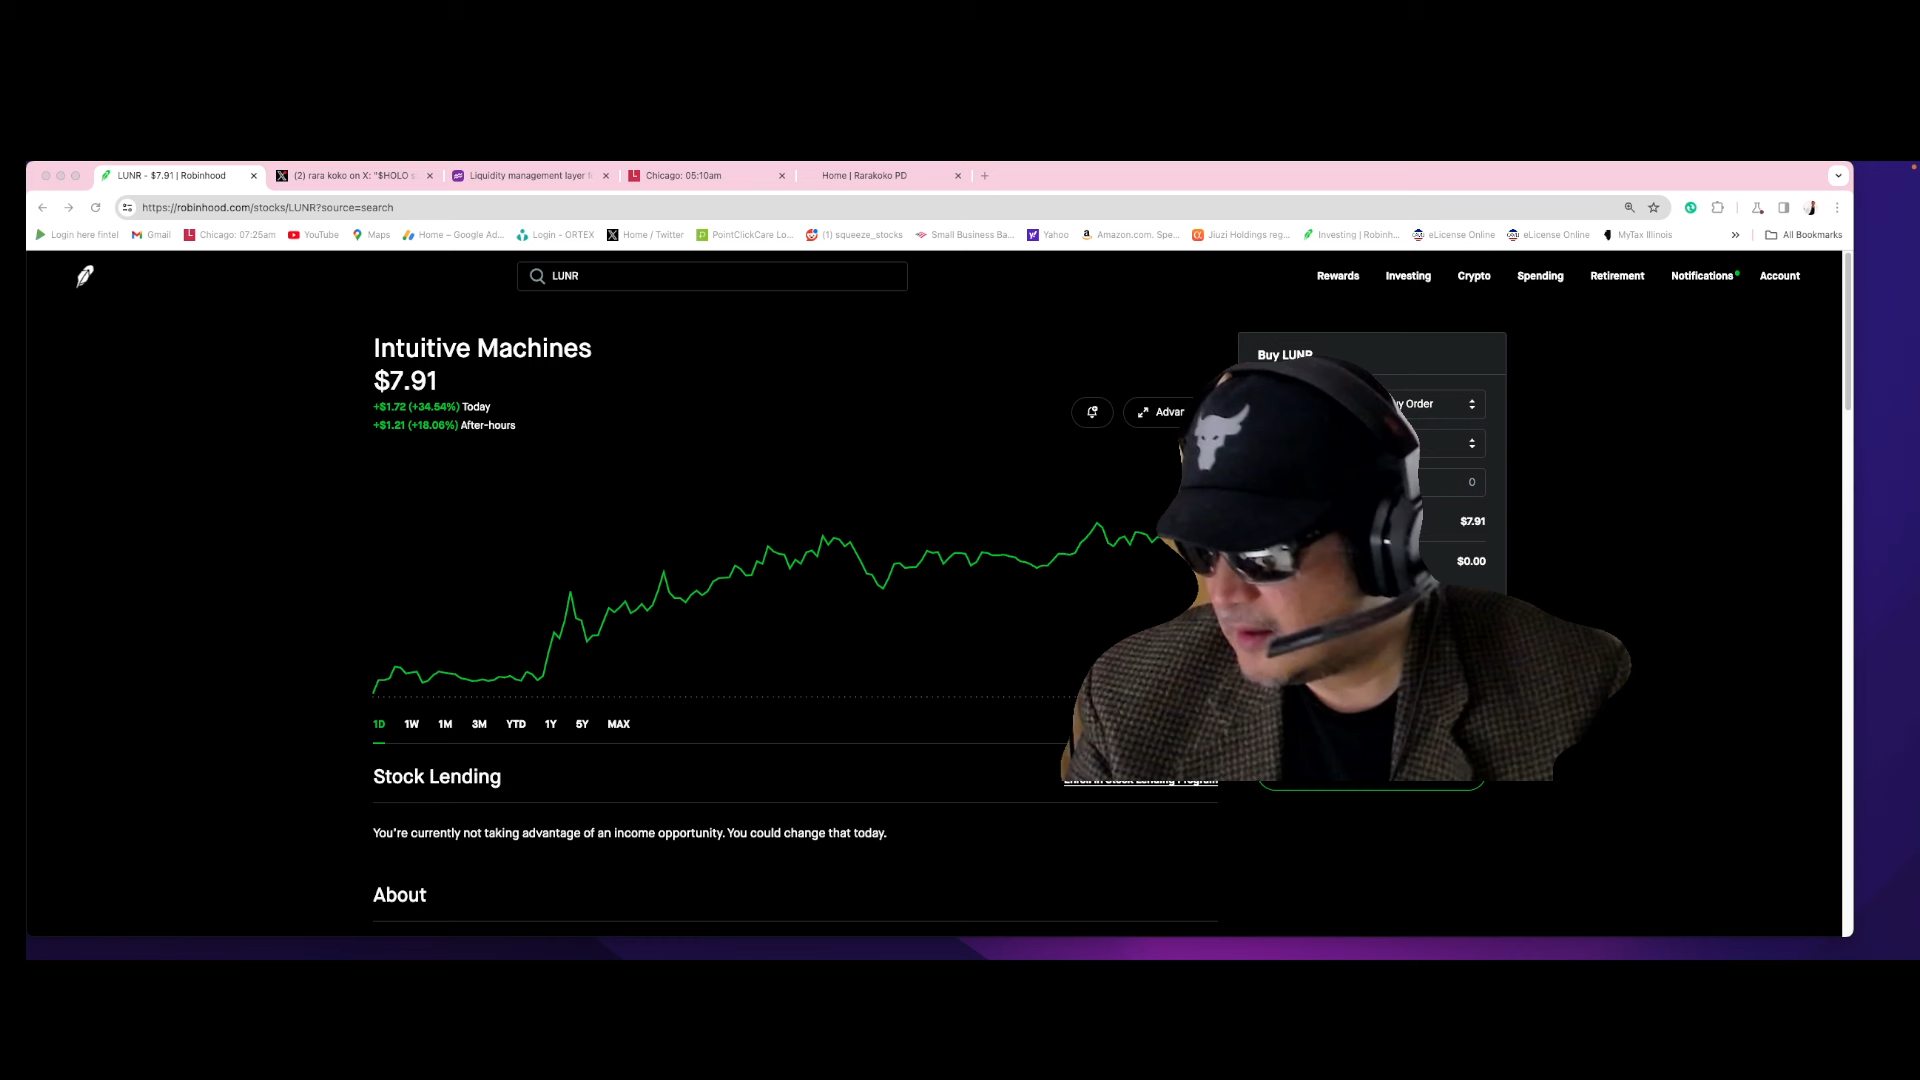 LUNR - $7.91 | Robinhood
(2) rara koko on X: "$HOLO s
Liquidity management layer f
Chicago: 05:10am
Home | Rarakoko PD
https://robinhood.com/stocks/LUNR?source=search
Login here fintel
Gmail
Chicago: 07:25am
YouTube
Maps
Home – Google Ad...
Login - ORTEX
Home / Twitter
PointClickCare Lo...
(1) squeeze_stocks
Small Business Ba...
Yahoo
Amazon.com. Spe...
Jiuzi Holdings reg...
Investing | Robinh...
eLicense Online
eLicense Online
MyTax Illinois
All Bookmarks
LUNR
Rewards
Investing
Crypto
Spending
Retirement
Notifications
Account
Intuitive Machines
$7.91
+$1.72 (+34.54%) Today
+$1.21 (+18.06%) After-hours
Advan
Buy LUNR
y Order
0
$7.91
$0.00
1D 1W 1M 3M YTD 1Y 5Y MAX
Stock Lending
Enroll in Stock Lending Program
You're currently not taking advantage of an income opportunity. You could change that today.
About